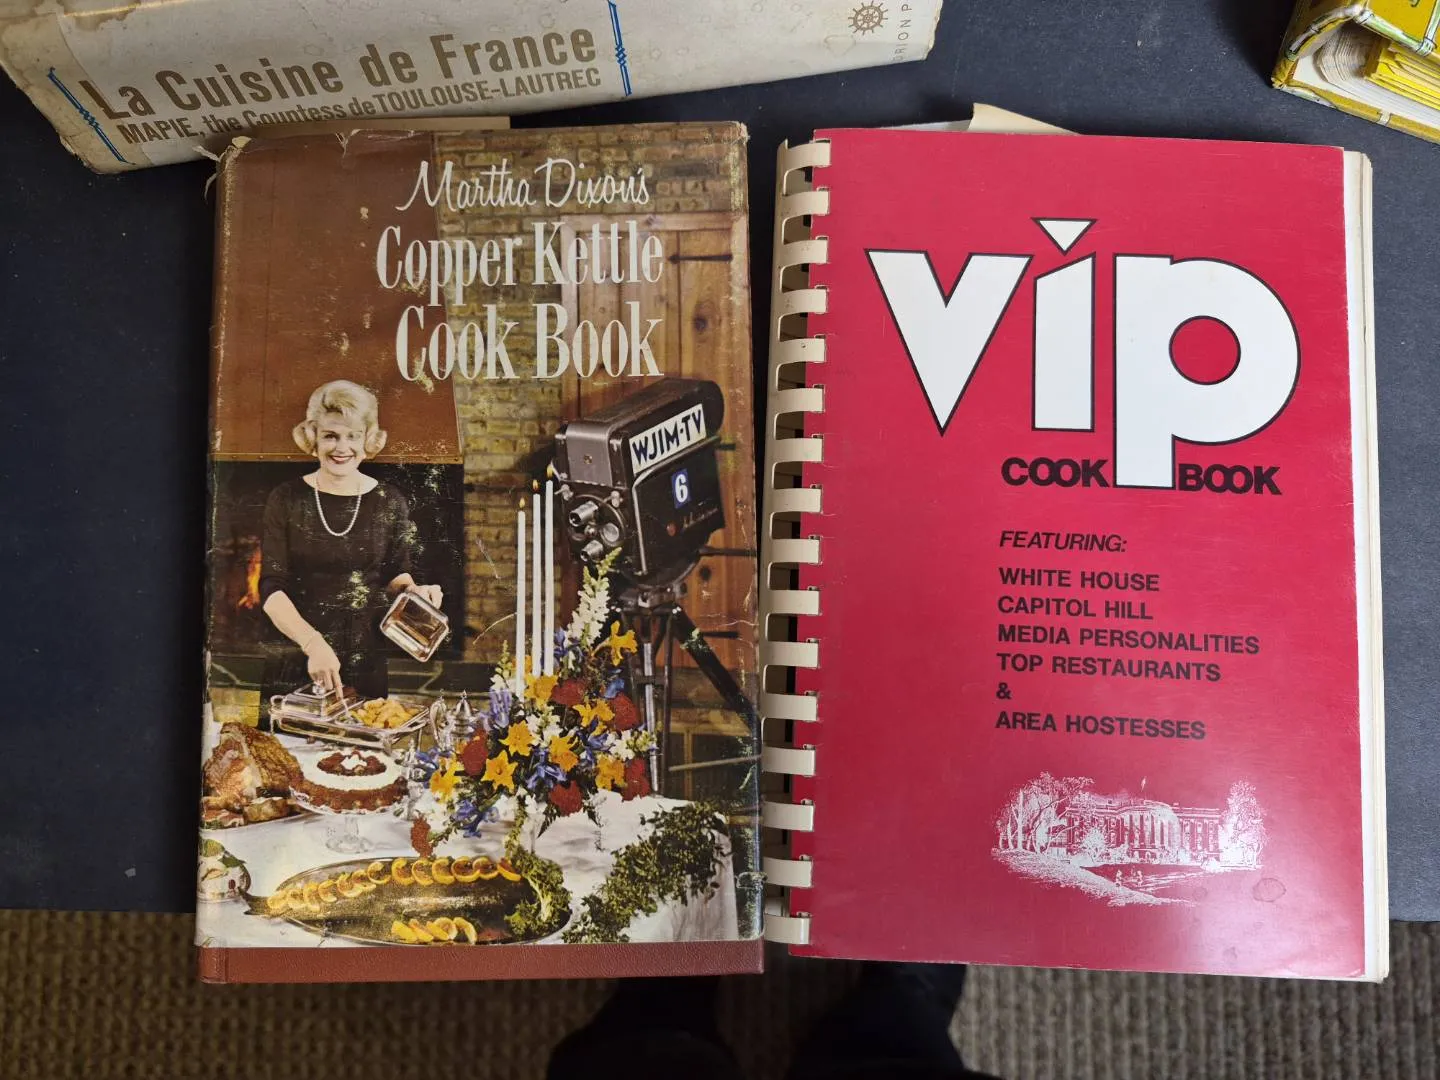 La Cuisine de France
MAPIE, the Countess de TOULOUSE-LAUTREC
ORION P
Martha Dixon's
Copper Kettle
Cook Book
WJIM-TV
6
vip
COOK BOOK
FEATURING:
WHITE HOUSE
CAPITOL HILL
MEDIA PERSONALITIES
TOP RESTAURANTS
&
AREA HOSTESSES